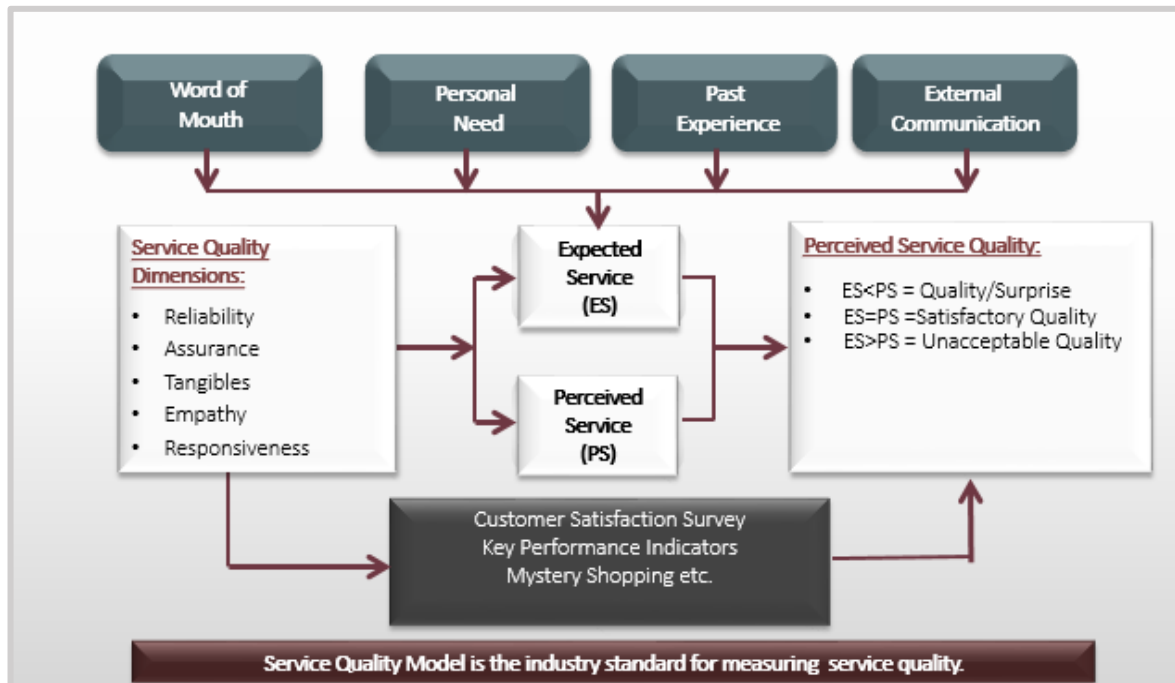 Word of
Mouth
Personal
Need
Past
Experience
External
Communication
Service Quality
Dimensions:
• Reliability
• Assurance
• Tangibles
• Empathy
• Responsiveness
Expected
Service
(ES)
Perceived
Service
(PS)
Perceived Service Quality:
• ES<PS = Quality/Surprise
• ES=PS =Satisfactory Quality
• ES>PS = Unacceptable Quality
Customer Satisfaction Survey
Key Performance Indicators
Mystery Shopping etc.
Service Quality Model is the industry standard for measuring service quality.